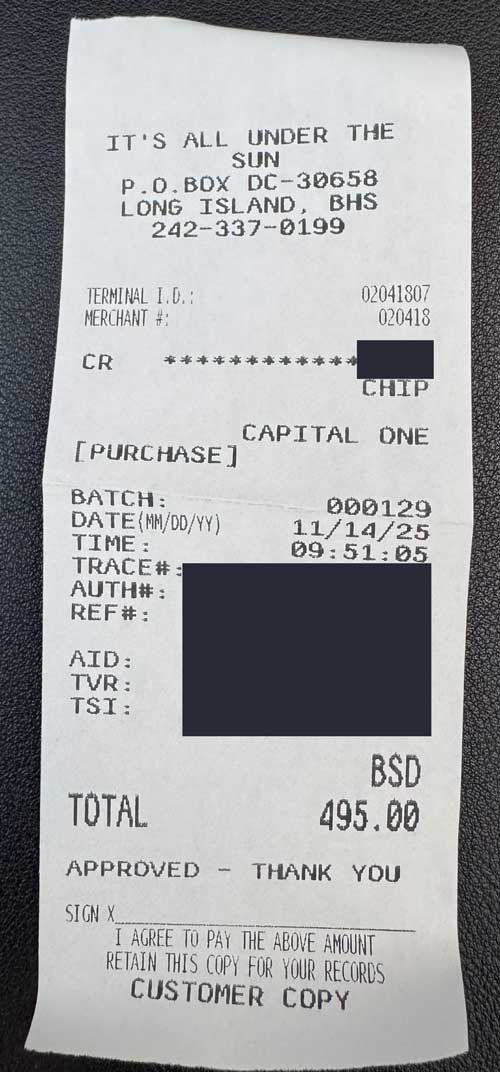 IT'S ALL UNDER THE
SUN
P.O.BOX DC-30658
LONG ISLAND, BHS
242-337-0199
TERMINAL I.D.: 02041807
MERCHANT #: 020418
CR ************
CHIP
CAPITAL ONE
[PURCHASE]
BATCH: 000129
DATE(MM/DD/YY) 11/14/25
TIME: 09:51:05
TRACE#:
AUTH#:
REF#:
AID:
TVR:
TSI:
BSD
TOTAL 495.00
APPROVED - THANK YOU
SIGN X
I AGREE TO PAY THE ABOVE AMOUNT
RETAIN THIS COPY FOR YOUR RECORDS
CUSTOMER COPY